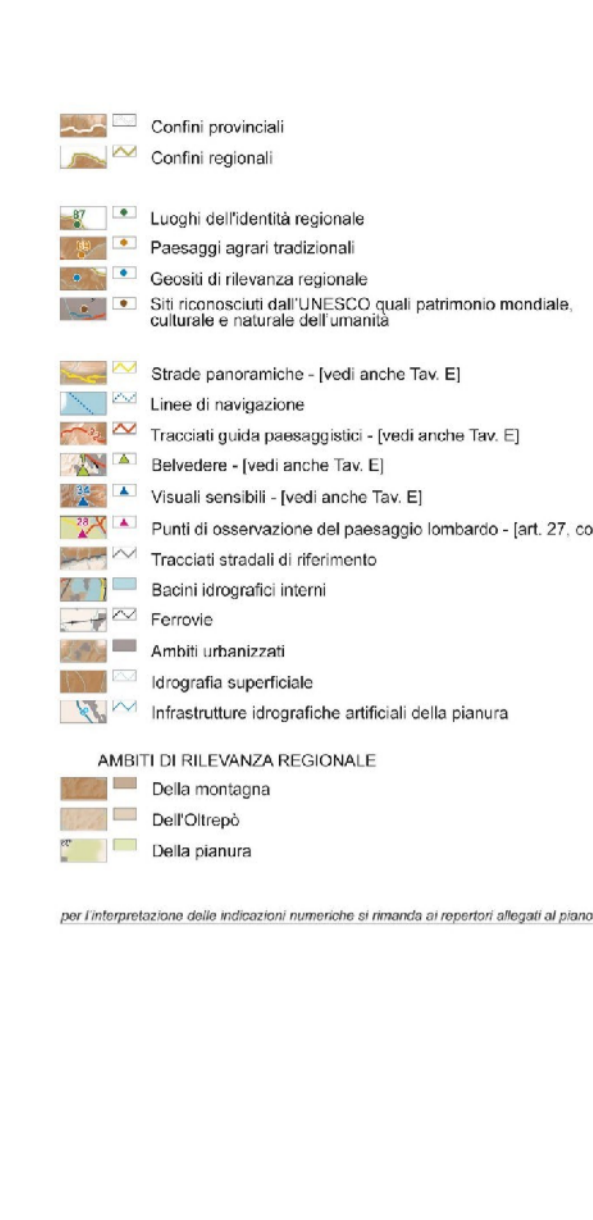 Confini provinciali
Confini regionali
87
Luoghi dell'identità regionale
19
Paesaggi agrari tradizionali
Geositi di rilevanza regionale
Siti riconosciuti dall'UNESCO quali patrimonio mondiale,
culturale e naturale dell'umanità
Strade panoramiche - [vedi anche Tav. E]
Linee di navigazione
Tracciati guida paesaggistici - [vedi anche Tav. E]
Belvedere - [vedi anche Tav. E]
Visuali sensibili - [vedi anche Tav. E]
28
Punti di osservazione del paesaggio lombardo - [art. 27, co
Tracciati stradali di riferimento
Bacini idrografici interni
Ferrovie
Ambiti urbanizzati
Idrografia superficiale
Infrastrutture idrografiche artificiali della pianura
AMBITI DI RILEVANZA REGIONALE
Della montagna
Dell'Oltrepò
Della pianura
per l'interpretazione delle indicazioni numeriche si rimanda ai repertori allegati al piano